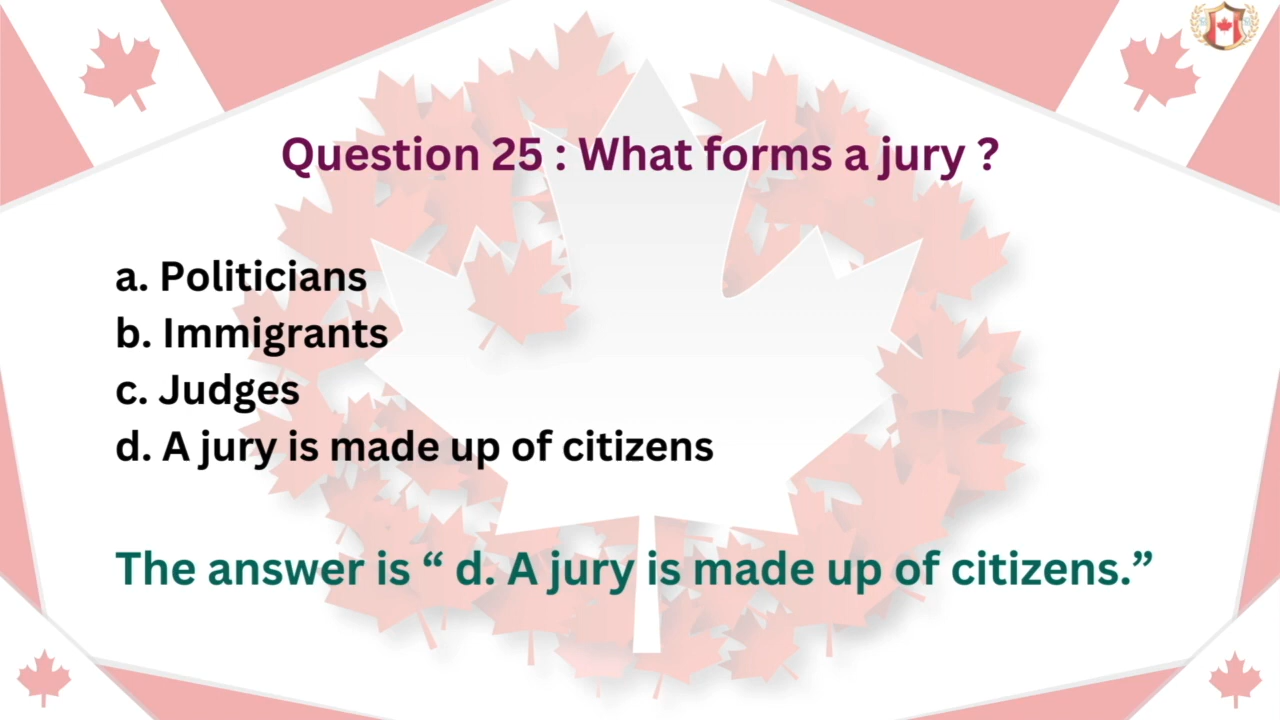 Question 25 : What forms a jury ?
a. Politicians
b. Immigrants
c. Judges
d. A jury is made up of citizens
The answer is “ d. A jury is made up of citizens.”